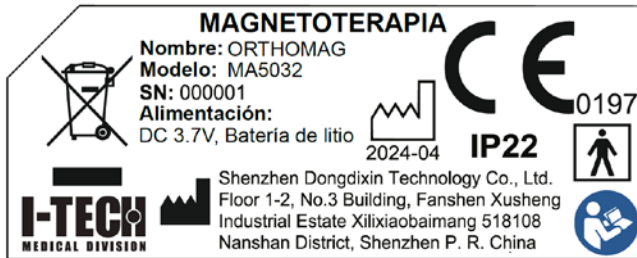 MAGNETOTERAPIA
Nombre: ORTHOMAG
Modelo: MA5032
SN: 000001
Alimentación:
DC 3.7V, Batería de litio
2024-04
IP22
CE 0197
I-TECH
MEDICAL DIVISION
Shenzhen Dongdixin Technology Co., Ltd.
Floor 1-2, No.3 Building, Fanshen Xusheng
Industrial Estate Xilixiaobaimang 518108
Nanshan District, Shenzhen P. R. China